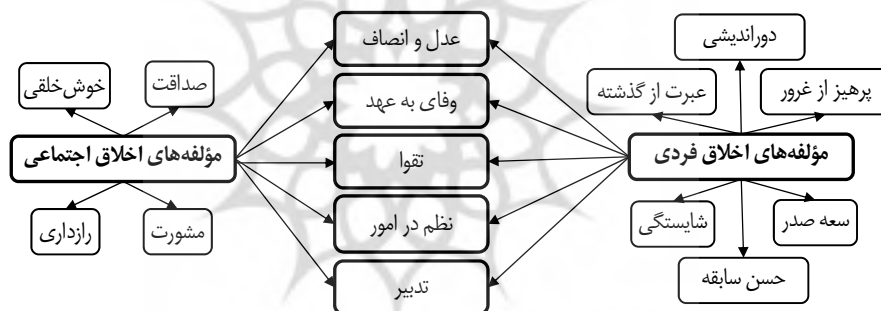 دوراندیشی
عبرت از گذشته
پرهیز از غرور
مؤلفه‌های اخلاق فردی
شایستگی
سعه صدر
حسن سابقه
عدل و انصاف
وفای به عهد
تقوا
نظم در امور
تدبیر
صداقت
خوش‌خلقی
مؤلفه‌های اخلاق اجتماعی
مشورت
رازداری